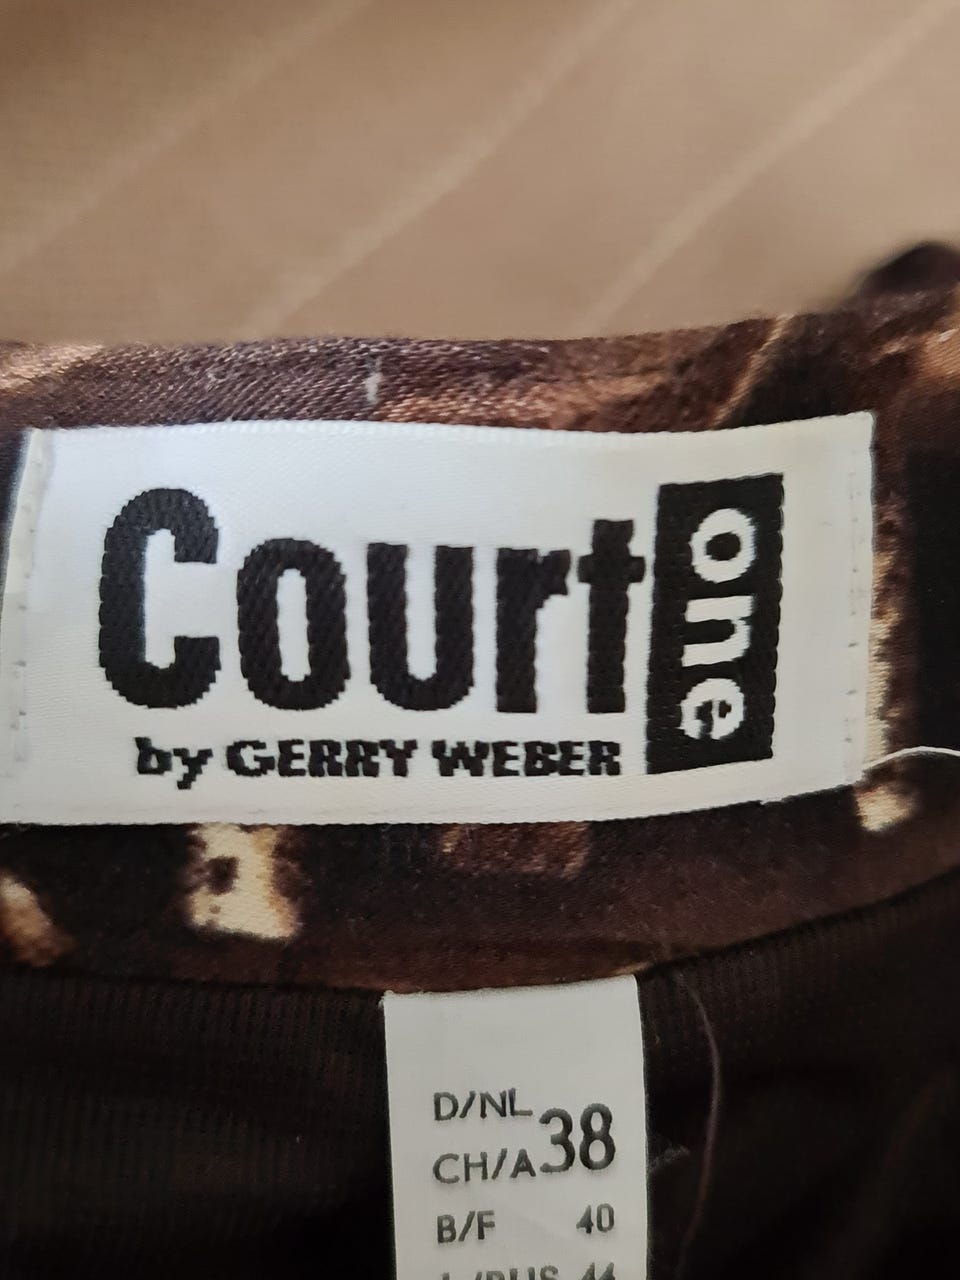 Court one
by GERRY WEBER
D/NL
CH/A 38
B/F 40